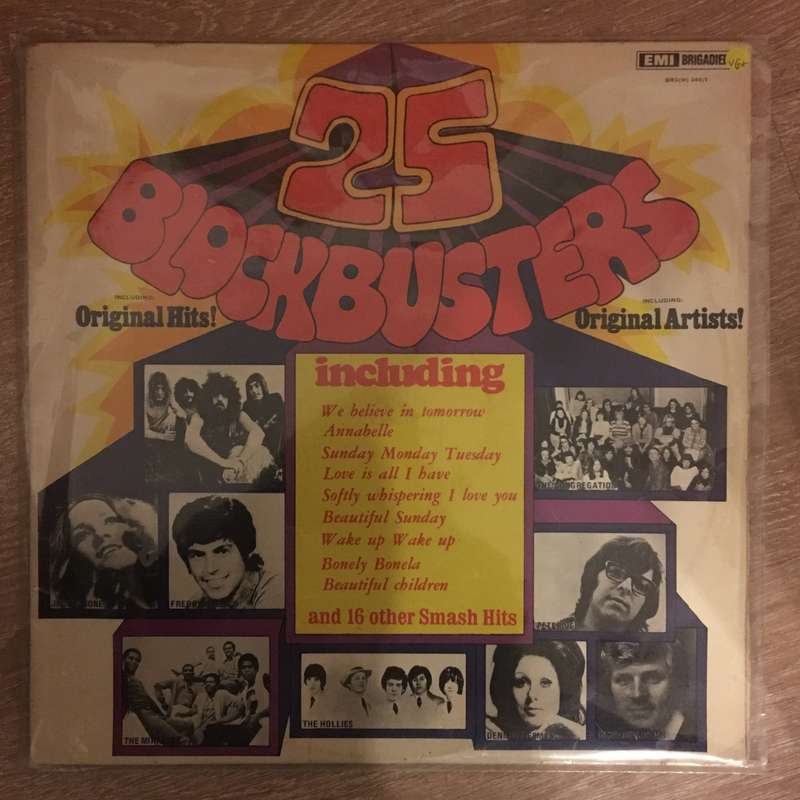 EMI BRIGADIER
VG+
25
BLOCKBUSTERS
INCLUDING:
Original Hits!
INCLUDING:
Original Artists!
including
We believe in tomorrow
Annabelle
Sunday Monday Tuesday
Love is all I have
Softly whispering I love you
Beautiful Sunday
Wake up Wake up
Bonely Bonela
Beautiful children
and 16 other Smash Hits
CONGREGATION
THE HOLLIES